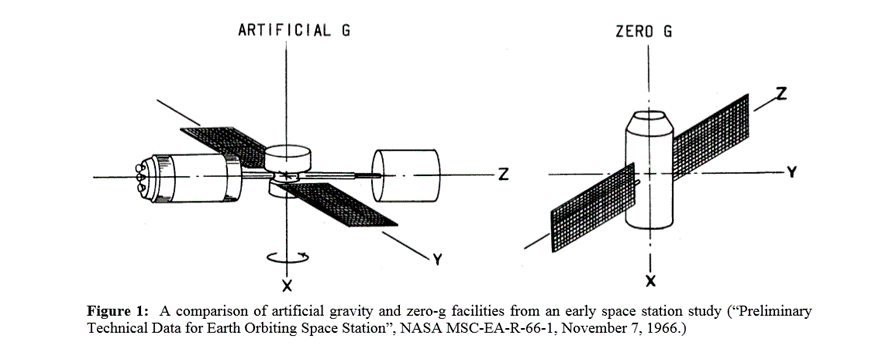 ARTIFICIAL G
ZERO G
Z
Z
Y
Y
X
X
Figure 1: A comparison of artificial gravity and zero-g facilities from an early space station study (“Preliminary
Technical Data for Earth Orbiting Space Station”, NASA MSC-EA-R-66-1, November 7, 1966.)